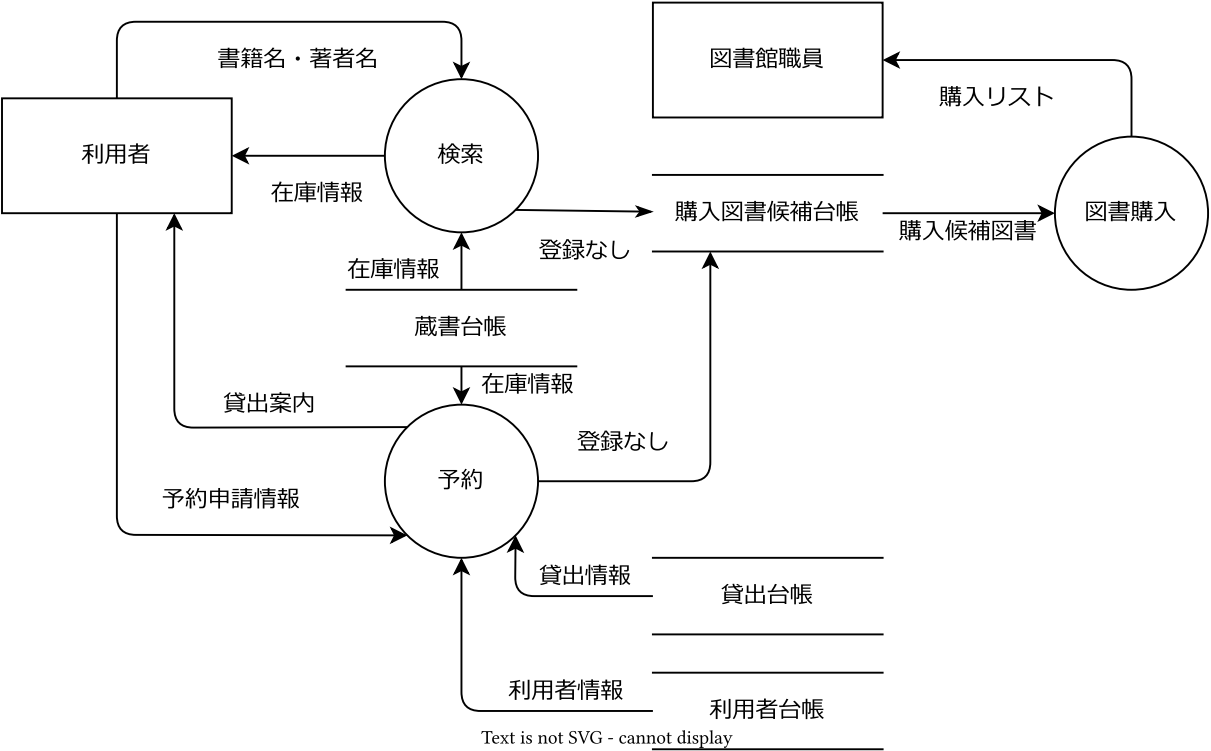 書籍名・著者名
図書館職員
購入リスト
利用者
検索
在庫情報
購入図書候補台帳
図書購入
購入候補図書
登録なし
在庫情報
蔵書台帳
在庫情報
貸出案内
登録なし
予約
予約申請情報
貸出情報
貸出台帳
利用者情報
利用者台帳
Text is not SVG - cannot display